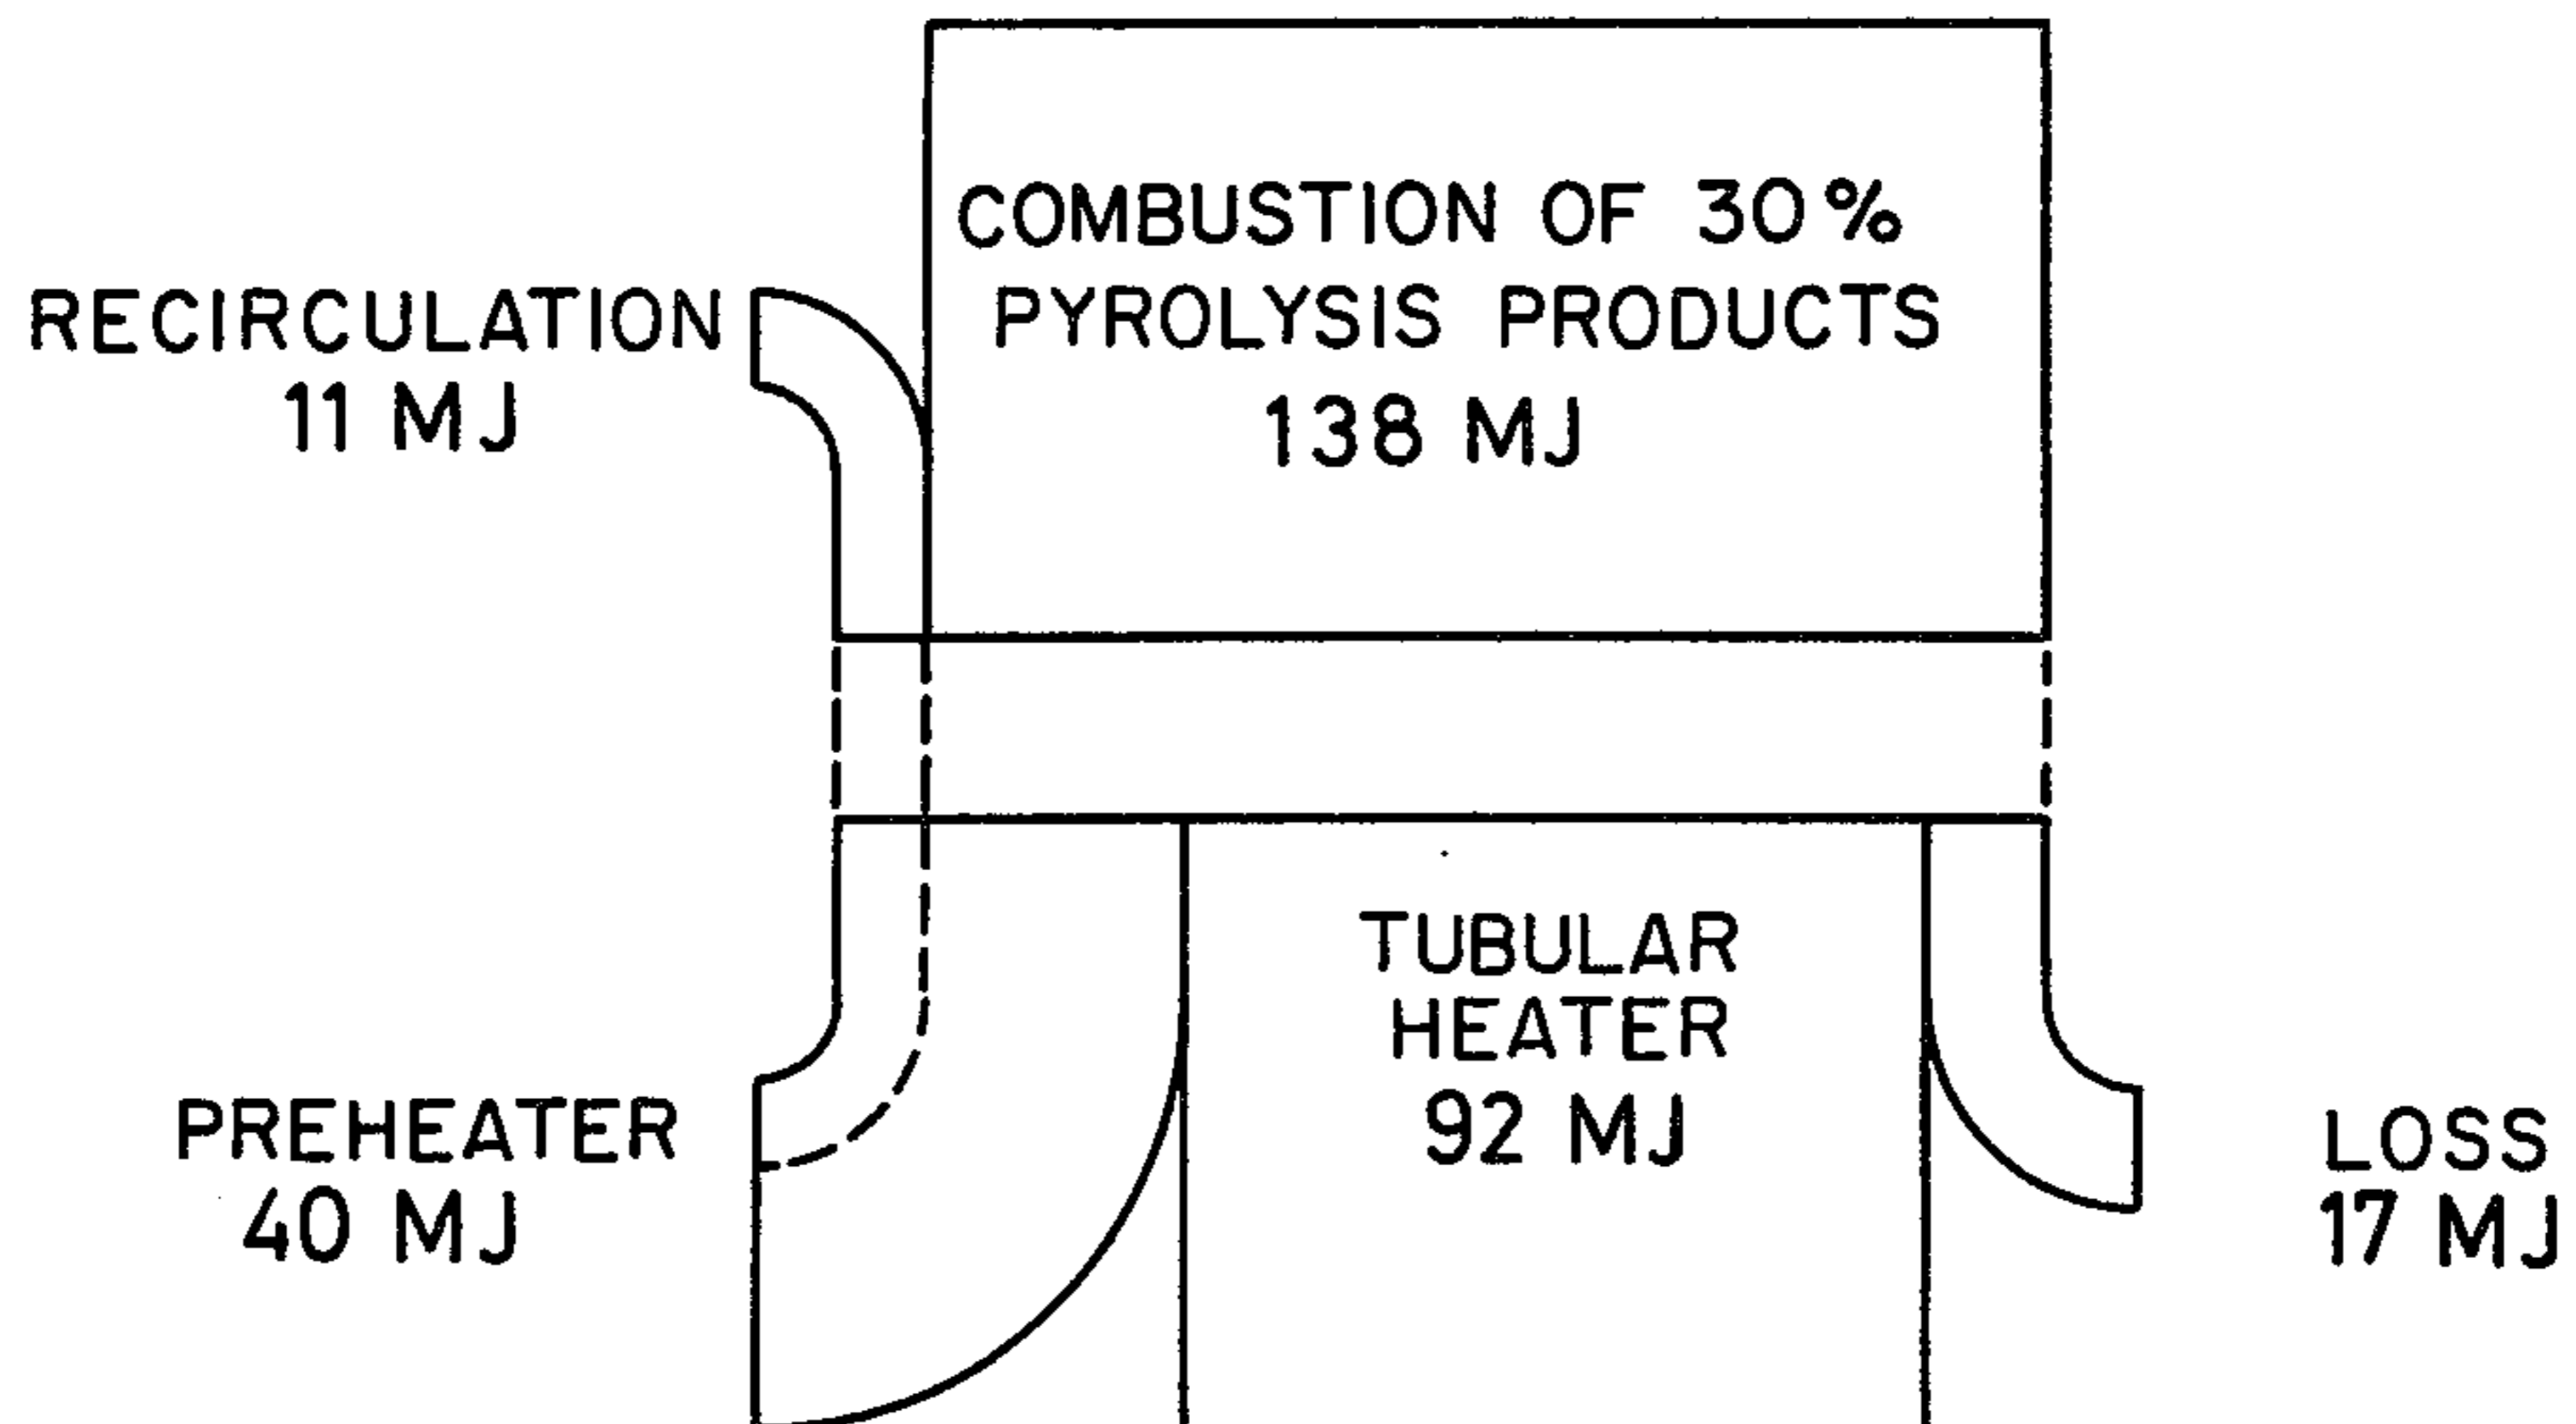 COMBUSTION OF 30%
PYROLYSIS PRODUCTS
138 MJ
RECIRCULATION
11 MJ
TUBULAR
HEATER
92 MJ
PREHEATER
40 MJ
LOSS
17 MJ